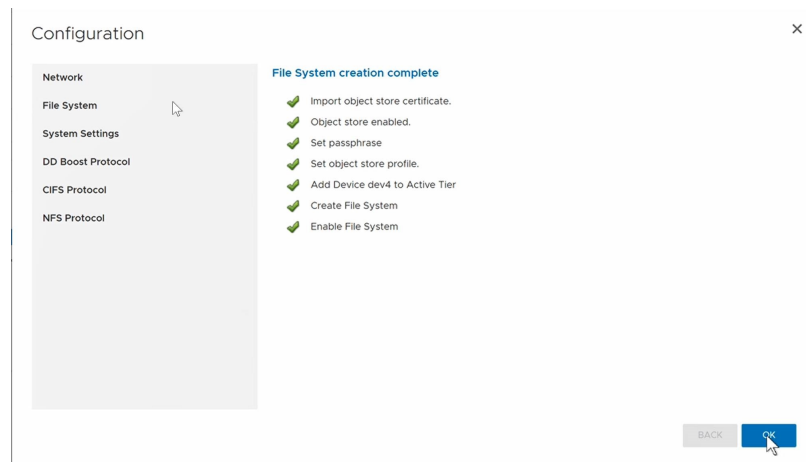 Configuration
Network
File System
System Settings
DD Boost Protocol
CIFS Protocol
NFS Protocol
File System creation complete
Import object store certificate.
Object store enabled.
Set passphrase
Set object store profile.
Add Device dev4 to Active Tier
Create File System
Enable File System
BACK
OK